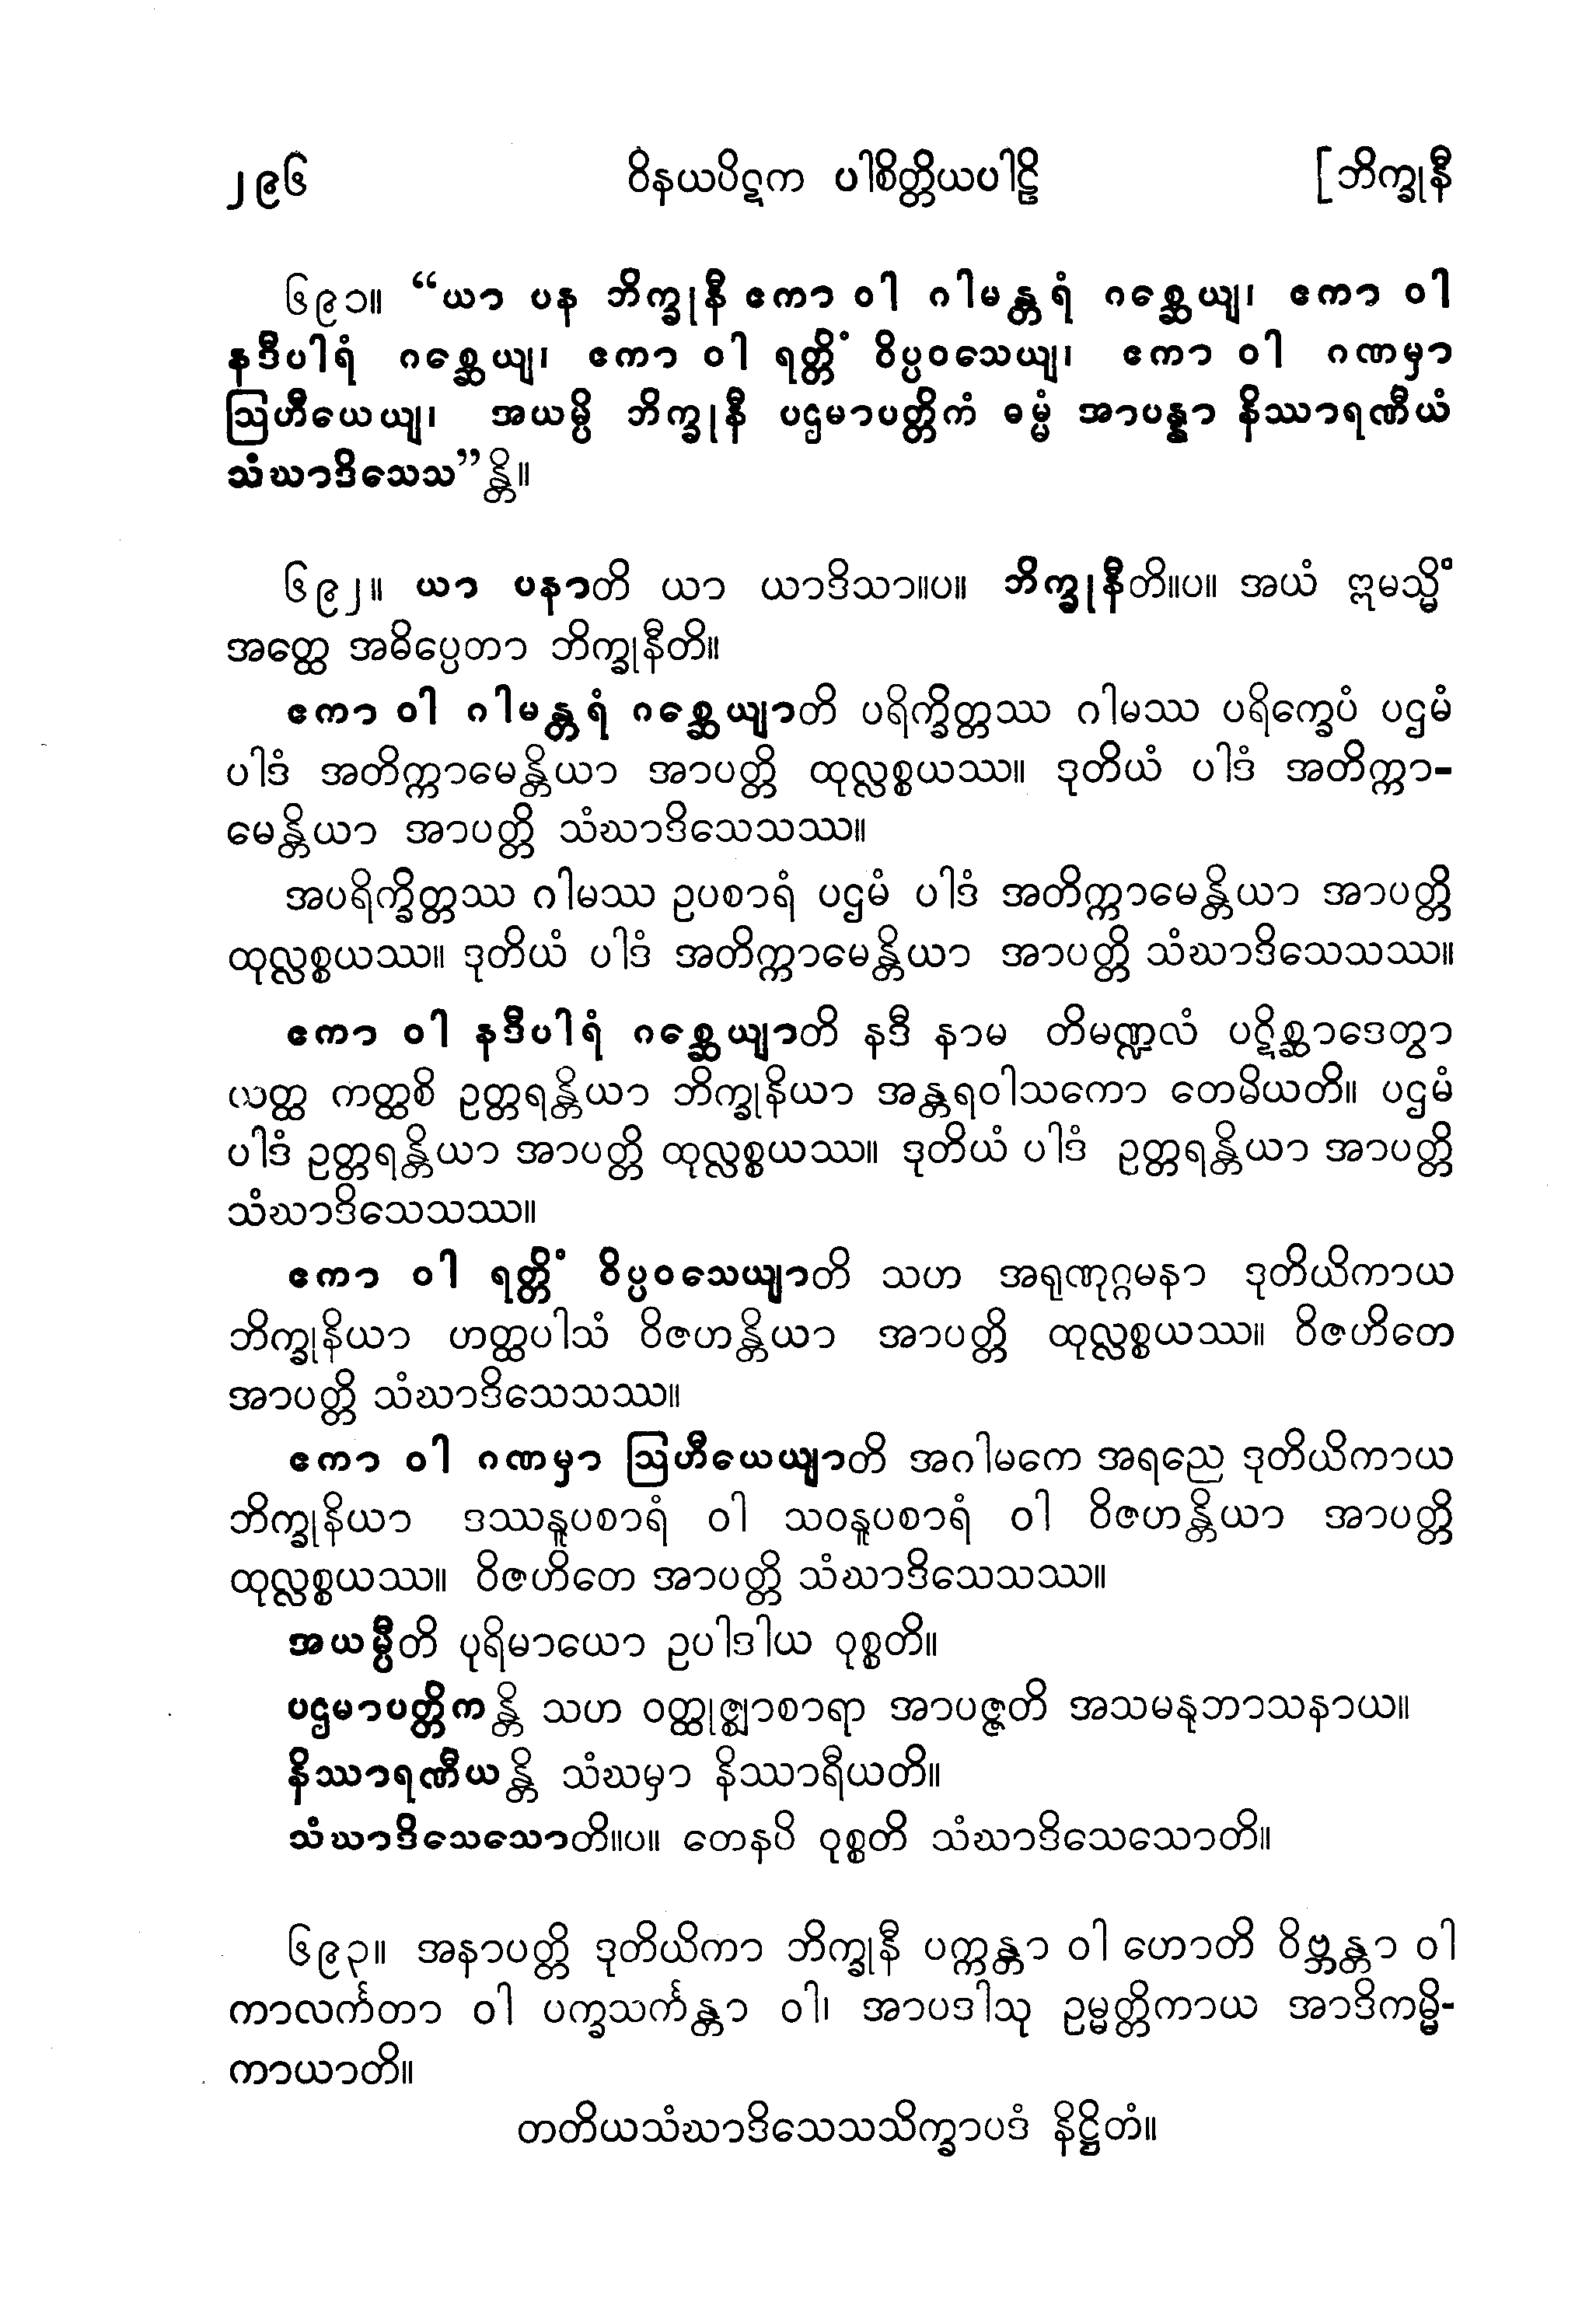 ၂၉၆ ဝိနယပိဋက ပါစိတ္တိယပါဠိ [ဘိက္ခုနီ
၆၉၁။ “ယာ ပန ဘိက္ခုနီ ဧကာ ဝါ ဂါမန္တရံ ဂစ္ဆေယျ၊ ဧကာ ဝါ
နဒီပါရံ ဂစ္ဆေယျ၊ ဧကာ ဝါ ရတ္တိံ ဝိပ္ပဝသေယျ၊ ဧကာ ဝါ ဂဏမှာ
ဩဟီယေယျ၊ အယမ္ပိ ဘိက္ခုနီ ပဌမာပတ္တိကံ ဓမ္မံ အာပန္နာ နိဿာရဏီယံ
သံဃာဒိသေသ”န္တိ။
၆၉၂။ ယာ ပနာတိ ယာ ယာဒိသာ။ပ။ ဘိက္ခုနီတိ။ပ။ အယံ ဣမသ္မိံ
အတ္ထေ အဓိပ္ပေတာ ဘိက္ခုနီတိ။
ဧကာ ဝါ ဂါမန္တရံ ဂစ္ဆေယျာတိ ပရိက္ခိတ္တဿ ဂါမဿ ပရိက္ခေပံ ပဌမံ
ပါဒံ အတိက္ကာမေန္တိယာ အာပတ္တိ ထုလ္လစ္စယဿ။ ဒုတိယံ ပါဒံ အတိက္ကာ-
မေန္တိယာ အာပတ္တိ သံဃာဒိသေသဿ။
အပရိက္ခိတ္တဿ ဂါမဿ ဥပစာရံ ပဌမံ ပါဒံ အတိက္ကာမေန္တိယာ အာပတ္တိ
ထုလ္လစ္စယဿ။ ဒုတိယံ ပါဒံ အတိက္ကာမေန္တိယာ အာပတ္တိ သံဃာဒိသေသဿ။
ဧကာ ဝါ နဒီပါရံ ဂစ္ဆေယျာတိ နဒီ နာမ တိမဏ္ဍလံ ပဋိစ္ဆာဒေတွာ
ယတ္ထ ကတ္ထစိ ဥတ္တရန္တိယာ ဘိက္ခုနိယာ အန္တရဝါသကော တေမိယတိ။ ပဌမံ
ပါဒံ ဥတ္တရန္တိယာ အာပတ္တိ ထုလ္လစ္စယဿ။ ဒုတိယံ ပါဒံ ဥတ္တရန္တိယာ အာပတ္တိ
သံဃာဒိသေသဿ။
ဧကာ ဝါ ရတ္တိံ ဝိပ္ပဝသေယျာတိ သဟ အရုဏုဂ္ဂမနာ ဒုတိယိကာယ
ဘိက္ခုနိယာ ဟတ္ထပါသံ ဝိဇဟန္တိယာ အာပတ္တိ ထုလ္လစ္စယဿ။ ဝိဇဟိတေ
အာပတ္တိ သံဃာဒိသေသဿ။
ဧကာ ဝါ ဂဏမှာ ဩဟီယေယျာတိ အဂါမကေ အရညေ ဒုတိယိကာယ
ဘိက္ခုနိယာ ဒဿနူပစာရံ ဝါ သဝနူပစာရံ ဝါ ဝိဇဟန္တိယာ အာပတ္တိ
ထုလ္လစ္စယဿ။ ဝိဇဟိတေ အာပတ္တိ သံဃာဒိသေသဿ။
အယမ္ပီတိ ပုရိမာယော ဥပါဒါယ ဝုစ္စတိ။
ပဌမာပတ္တိကန္တိ သဟ ဝတ္ထုဇ္ဈာစာရာ အာပဇ္ဇတိ အသမနုဘာသနာယ။
နိဿာရဏီယန္တိ သံဃမှာ နိဿာရီယတိ။
သံဃာဒိသေသောတိ။ပ။ တေနပိ ဝုစ္စတိ သံဃာဒိသေသောတိ။
၆၉၃။ အနာပတ္တိ ဒုတိယိကာ ဘိက္ခုနီ ပက္ကန္တာ ဝါ ဟောတိ ဝိဗ္ဘန္တာ ဝါ
ကာလင်္ကတာ ဝါ ပက္ခသင်္ကန္တာ ဝါ၊ အာပဒါသု ဥမ္မတ္တိကာယ အာဒိကမ္မိ-
ကာယာတိ။
တတိယသံဃာဒိသေသသိက္ခာပဒံ နိဋ္ဌိတံ။